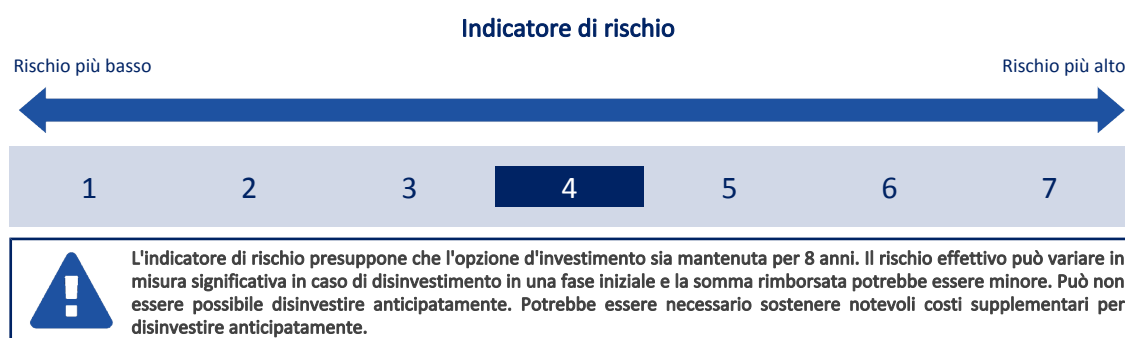 Indicatore di rischio
Rischio più basso
Rischio più alto
1 2 3 4 5 6 7
L'indicatore di rischio presuppone che l'opzione d'investimento sia mantenuta per 8 anni. Il rischio effettivo può variare in
misura significativa in caso di disinvestimento in una fase iniziale e la somma rimborsata potrebbe essere minore. Può non
essere possibile disinvestire anticipatamente. Potrebbe essere necessario sostenere notevoli costi supplementari per
disinvestire anticipatamente.